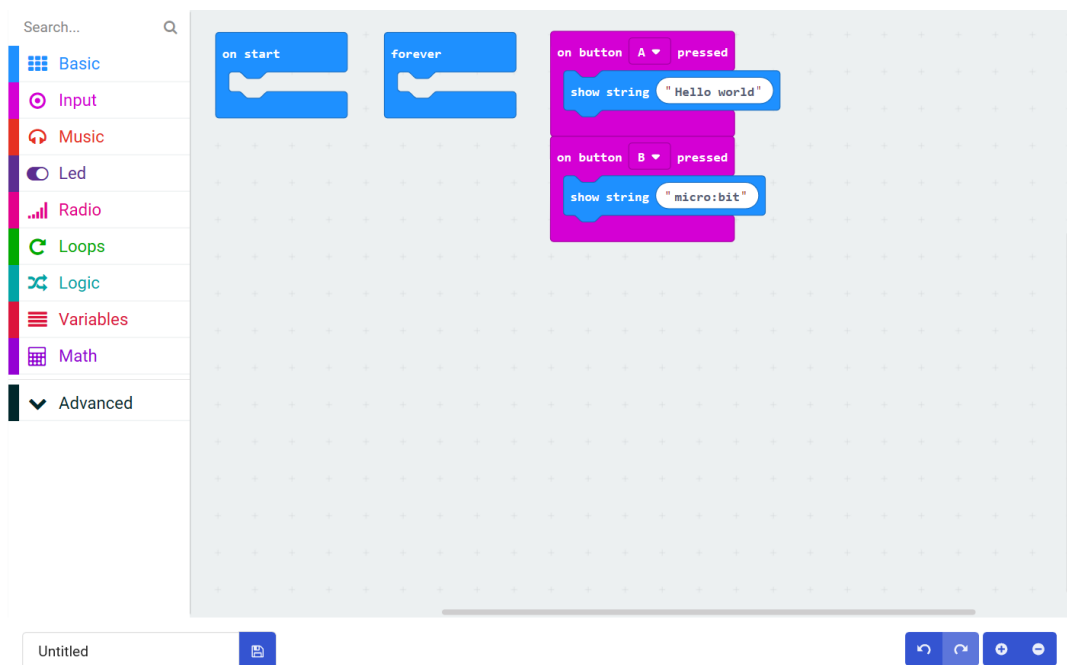 Search...
Basic
Input
Music
Led
Radio
Loops
Logic
Variables
Math
Advanced
on start
forever
on button A pressed
show string "Hello world"
on button B pressed
show string "micro:bit"
Untitled